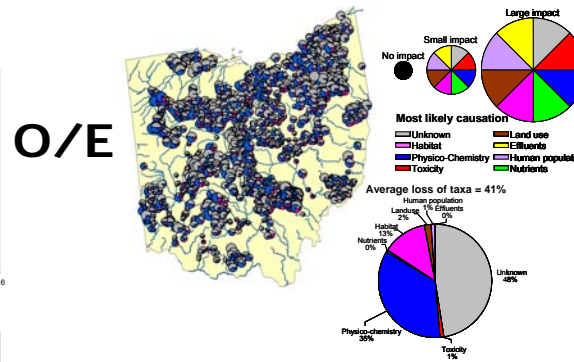 O/E
Large impact
Small impact
No impact
Most likely causation
Unknown
Land use
Habitat
Effluents
Physico-Chemistry
Human populat
Toxicity
Nutrients
Average loss of taxa = 41%
Human population
1%
Effluents
0%
Landuse
2%
Habitat
13%
Nutrients
0%
Unknown
48%
Physico-chemistry
35%
Toxicity
1%
6